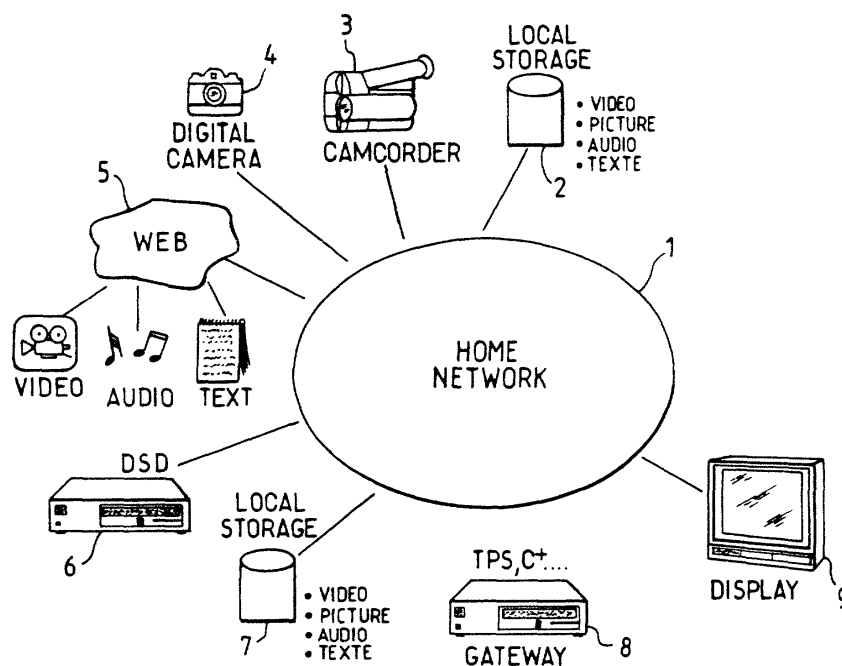 4
DIGITAL
CAMERA
3
CAMCORDER
LOCAL
STORAGE
• VIDEO
• PICTURE
• AUDIO
• TEXTE
2
5
WEB
VIDEO
AUDIO
TEXT
1
HOME
NETWORK
DSD
6
LOCAL
STORAGE
• VIDEO
• PICTURE
• AUDIO
• TEXTE
7
TPS,C+....
8
GATEWAY
DISPLAY
9